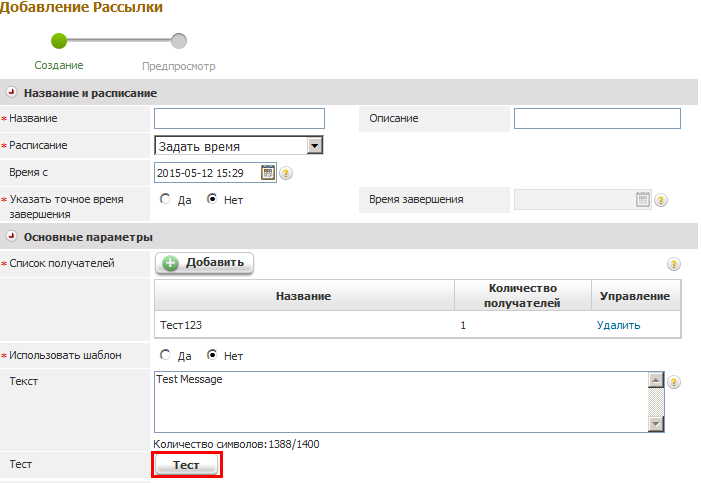 Добавление Рассылки
Создание Предпросмотр
Название и расписание
* Название Описание
* Расписание Задать время
Время с 2015-05-12 15:29 ?
* Указать точное время
завершения Да Нет Время завершения ?
Основные параметры
* Список получателей Добавить ?
Название Количество получателей Управление
Тест123 1 Удалить
* Использовать шаблон Да Нет
Текст Test Message ?
Количество символов:1388/1400
Тест Тест